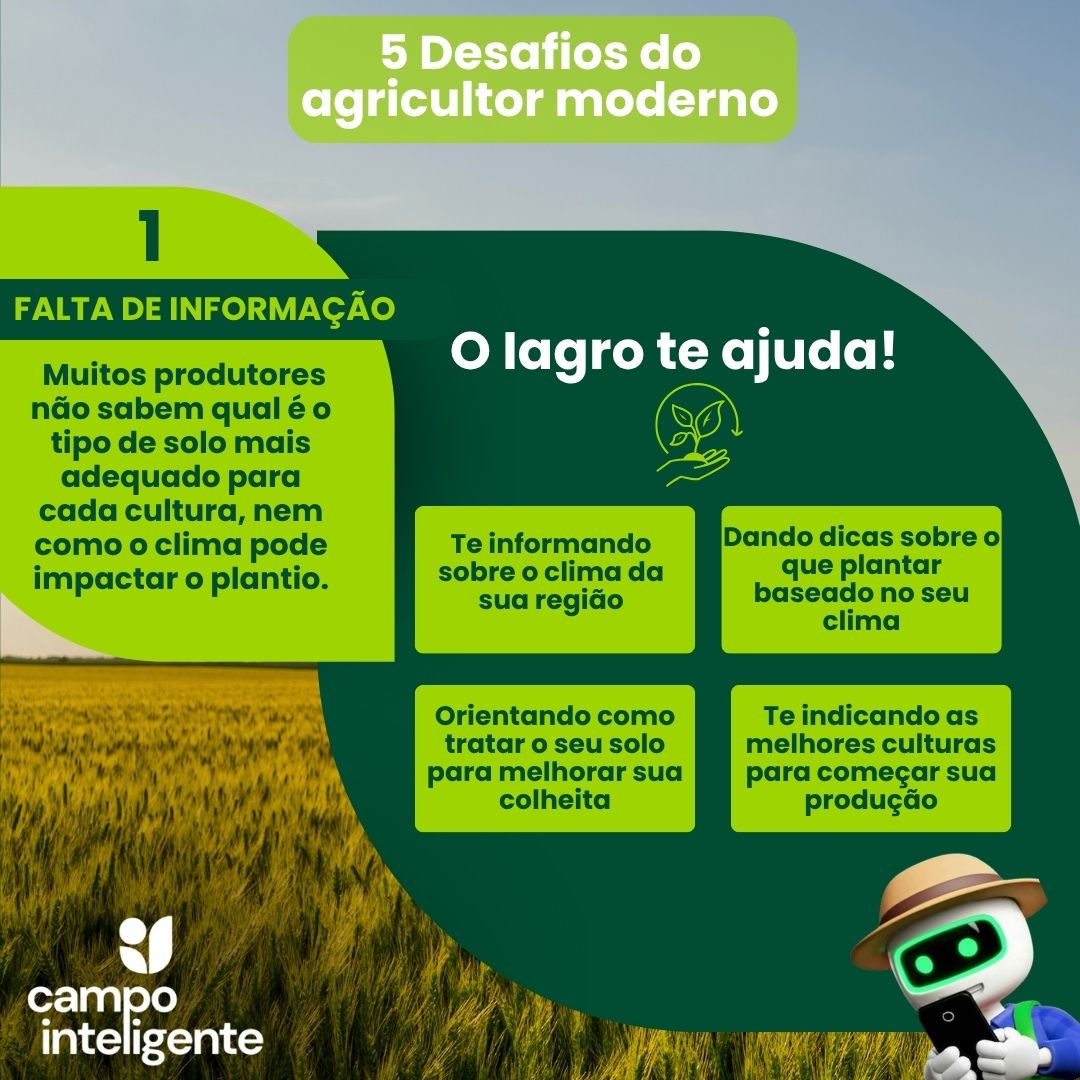 5 Desafios do
agricultor moderno
1
FALTA DE INFORMAÇÃO
Muitos produtores
não sabem qual é o
tipo de solo mais
adequado para
cada cultura, nem
como o clima pode
impactar o plantio.
O Iagro te ajuda!
Te informando
sobre o clima da
sua região
Dando dicas sobre o
que plantar
baseado no seu
clima
Orientando como
tratar o seu solo
para melhorar sua
colheita
Te indicando as
melhores culturas
para começar sua
produção
campo
inteligente